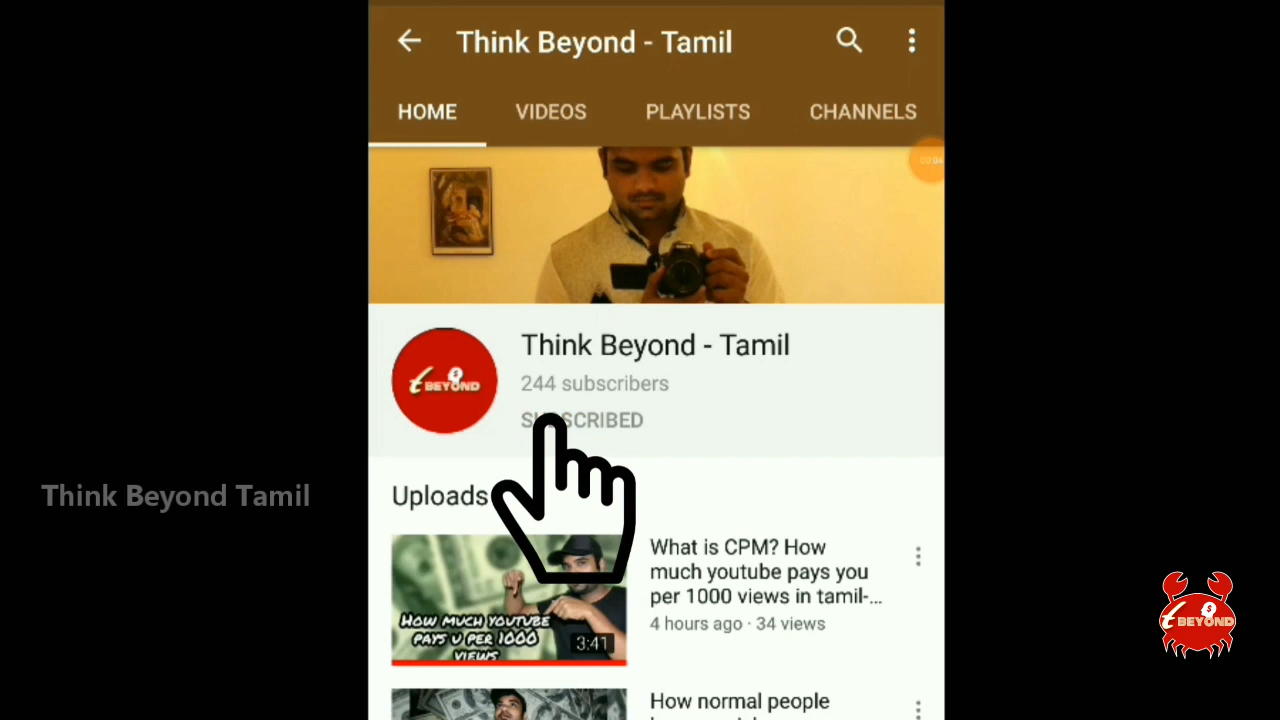 Think Beyond - Tamil
HOME VIDEOS PLAYLISTS CHANNELS
00:04
Think Beyond - Tamil
244 subscribers
SUBSCRIBED
t BEYOND
Think Beyond Tamil
Uploads
What is CPM? How
much youtube pays you
per 1000 views in tamil-...
4 hours ago · 34 views
HOW MUCH YOUTUBE
PAYS U PER 1000
VIEWS
3:41
t BEYOND
How normal people